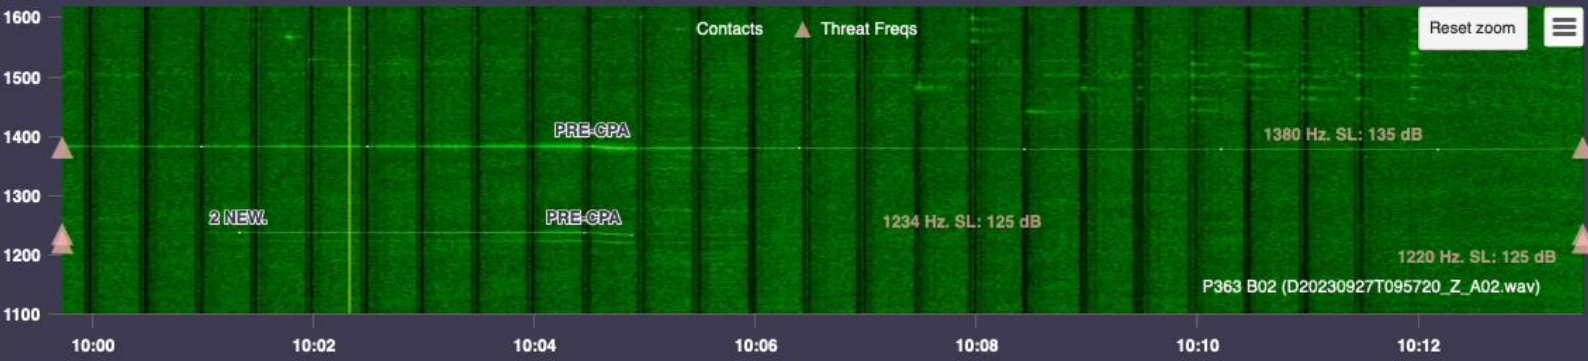 1600
Contacts
Threat Freqs
Reset zoom
1500
1400
PRE-CPA
1380 Hz. SL: 135 dB
1300
2 NEW.
PRE-CPA
1234 Hz. SL: 125 dB
1200
1220 Hz. SL: 125 dB
P363 B02 (D20230927T095720_Z_A02.wav)
1100
10:00
10:02
10:04
10:06
10:08
10:10
10:12